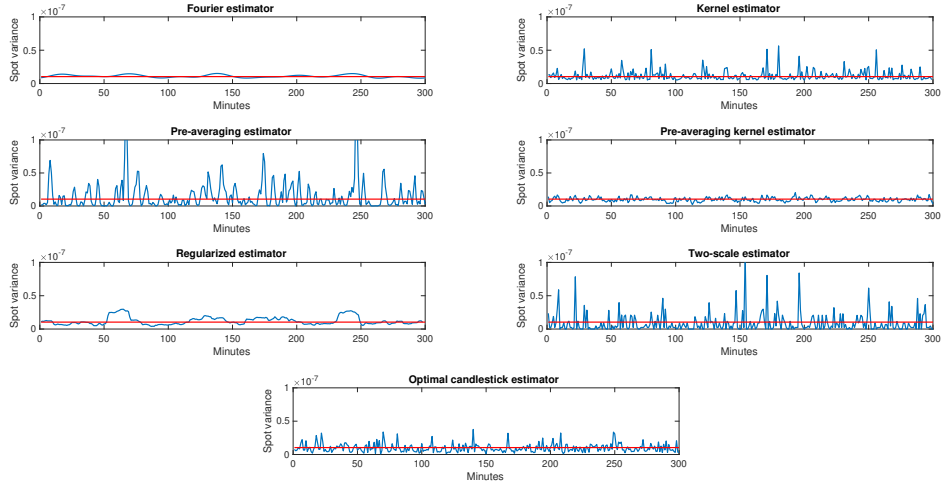 Fourier estimator
×10⁻⁷
1
0.5
0
Spot variance
0 50 100 150 200 250 300
Minutes
Kernel estimator
×10⁻⁷
1
0.5
0
Spot variance
0 50 100 150 200 250 300
Minutes
Pre-averaging estimator
×10⁻⁷
1
0.5
0
Spot variance
0 50 100 150 200 250 300
Minutes
Pre-averaging kernel estimator
×10⁻⁷
1
0.5
0
Spot variance
0 50 100 150 200 250 300
Minutes
Regularized estimator
×10⁻⁷
1
0.5
0
Spot variance
0 50 100 150 200 250 300
Minutes
Two-scale estimator
×10⁻⁷
1
0.5
0
Spot variance
0 50 100 150 200 250 300
Minutes
Optimal candlestick estimator
×10⁻⁷
1
0.5
0
Spot variance
0 50 100 150 200 250 300
Minutes